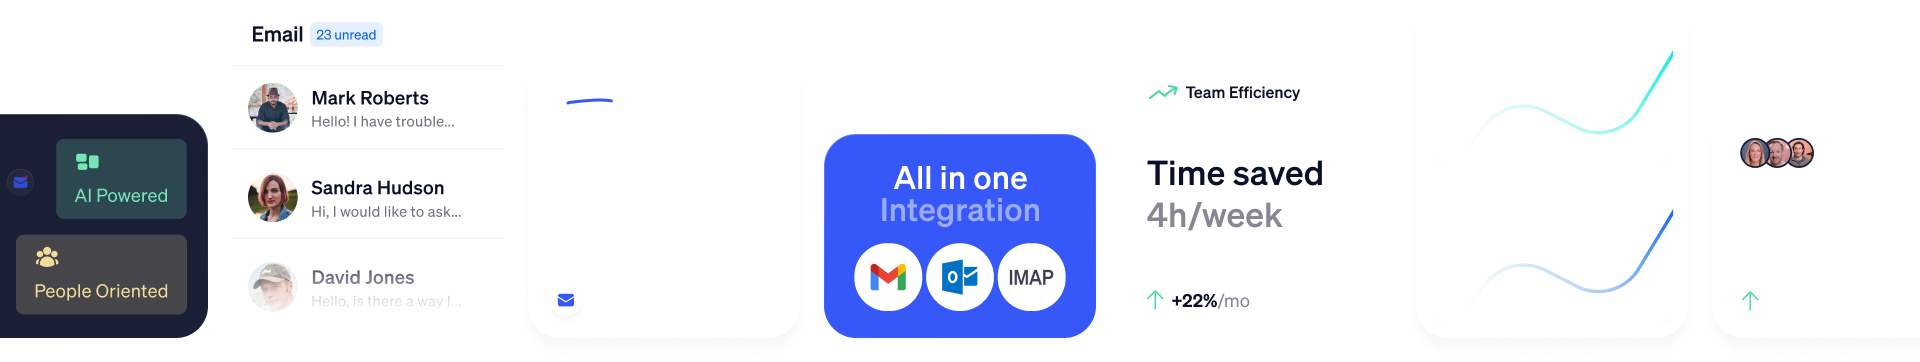 AI Powered
People Oriented
Email
23 unread
Mark Roberts
Hello! I have trouble...
Sandra Hudson
Hi, I would like to ask...
David Jones
Hello, is there a way I...
All in one
Integration
IMAP
Team Efficiency
Time saved
4h/week
+22%/mo